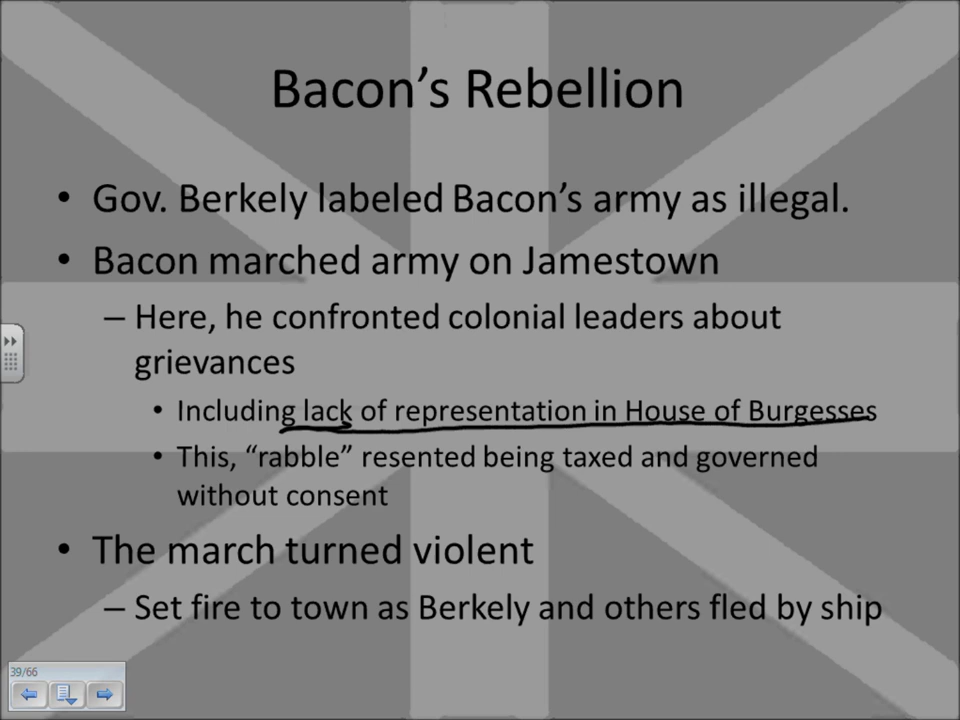 Bacon's Rebellion
• Gov. Berkely labeled Bacon's army as illegal.
• Bacon marched army on Jamestown
– Here, he confronted colonial leaders about
grievances
• Including lack of representation in House of Burgesses
• This, “rabble” resented being taxed and governed
without consent
• The march turned violent
– Set fire to town as Berkely and others fled by ship
39/66